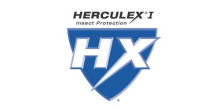 HERCULEX® I
Insect Protection
HX
®